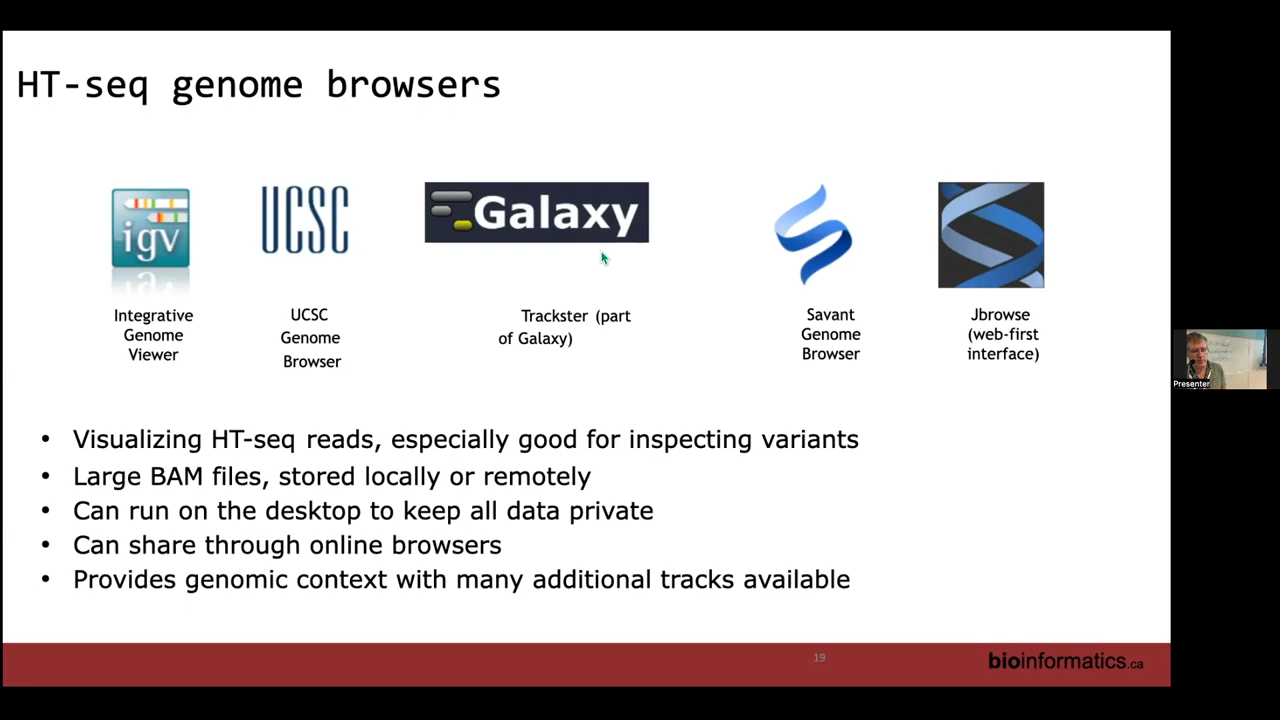 HT-seq genome browsers
igv
UCSC
Galaxy
Integrative
Genome
Viewer
UCSC
Genome
Browser
Trackster (part
of Galaxy)
Savant
Genome
Browser
Jbrowse
(web-first
interface)
• Visualizing HT-seq reads, especially good for inspecting variants
• Large BAM files, stored locally or remotely
• Can run on the desktop to keep all data private
• Can share through online browsers
• Provides genomic context with many additional tracks available
19
bioinformatics.ca
Presenter